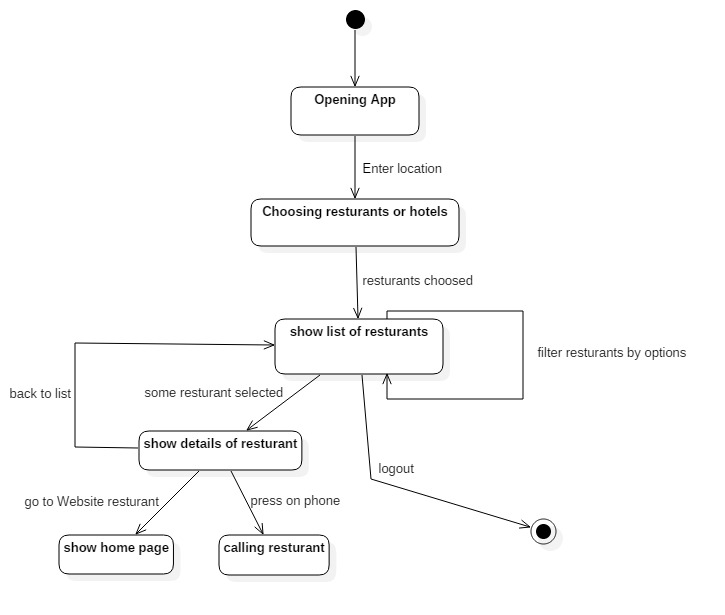 Opening App
Enter location
Choosing resturants or hotels
resturants choosed
show list of resturants
filter resturants by options
back to list
some resturant selected
show details of resturant
logout
go to Website resturant
press on phone
show home page
calling resturant